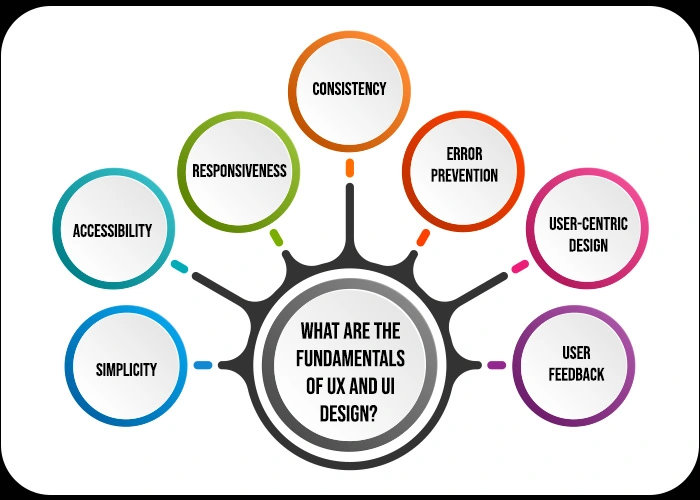 CONSISTENCY
RESPONSIVENESS
ERROR
PREVENTION
ACCESSIBILITY
USER-CENTRIC
DESIGN
SIMPLICITY
WHAT ARE THE
FUNDAMENTALS
OF UX AND UI
DESIGN?
USER
FEEDBACK